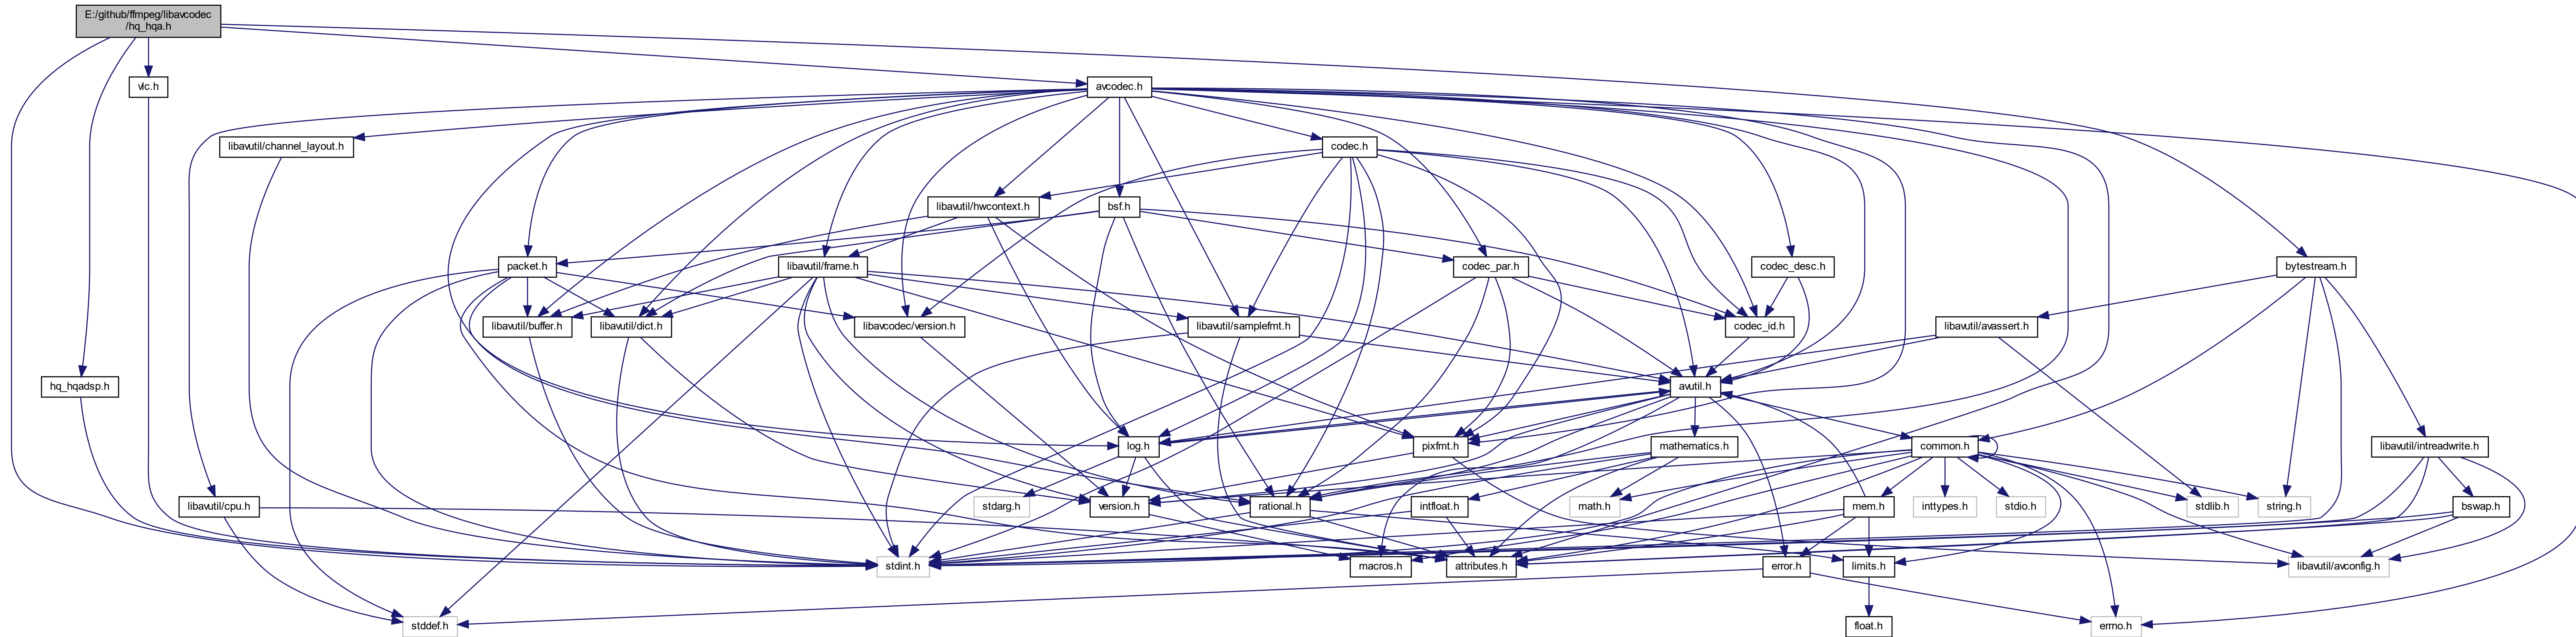 E:/github/ffmpeg/libavcodec
/hq_hqa.h
vlc.h
avcodec.h
libavutil/channel_layout.h
codec.h
libavutil/hwcontext.h
bsf.h
packet.h
libavutil/frame.h
codec_par.h
codec_desc.h
bytestream.h
libavutil/buffer.h
libavutil/dict.h
libavcodec/version.h
libavutil/samplefmt.h
codec_id.h
libavutil/avassert.h
hq_hqadsp.h
avutil.h
log.h
pixfmt.h
mathematics.h
common.h
libavutil/intreadwrite.h
libavutil/cpu.h
stdarg.h
version.h
rational.h
intfloat.h
math.h
mem.h
inttypes.h
stdio.h
stdlib.h
string.h
bswap.h
stdint.h
macros.h
attributes.h
error.h
limits.h
libavutil/avconfig.h
stddef.h
float.h
errno.h